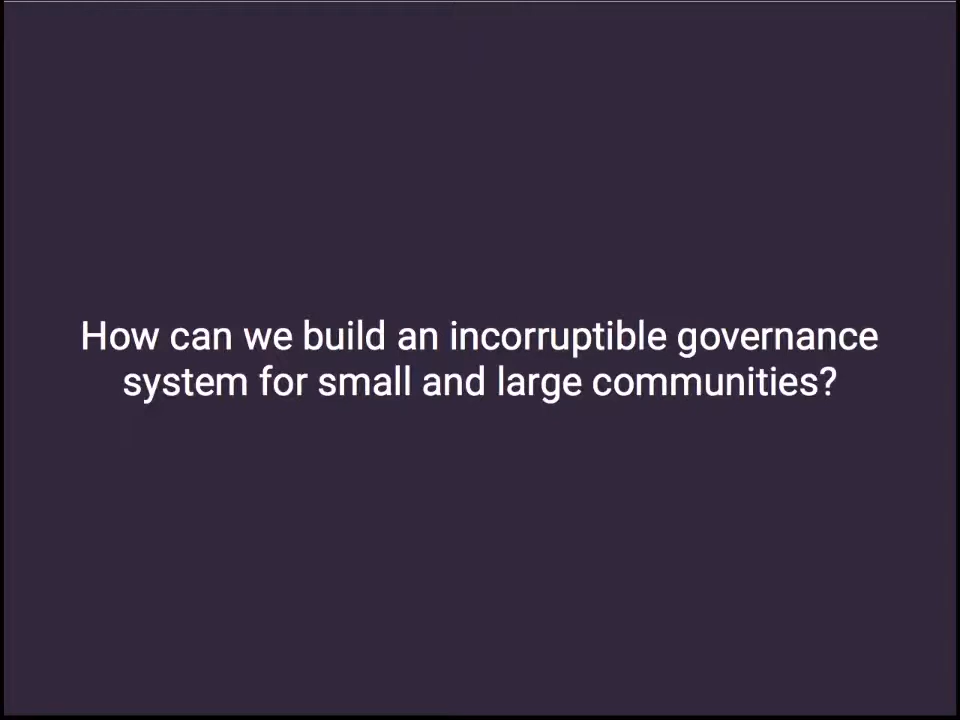 How can we build an incorruptible governance
system for small and large communities?